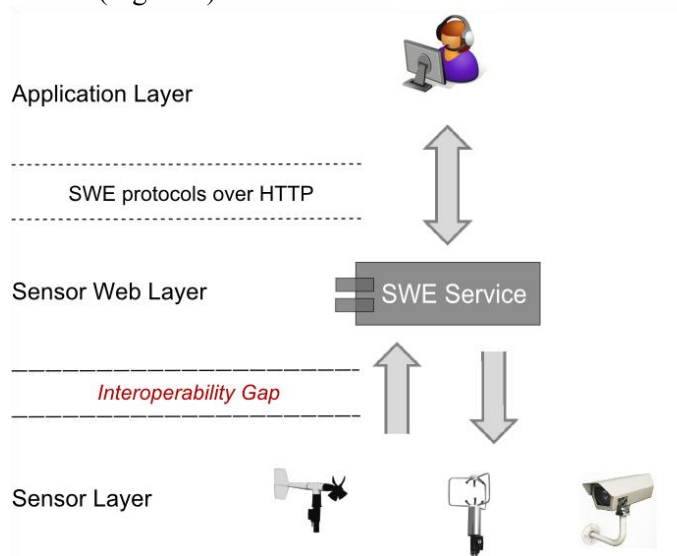 Application Layer
SWE protocols over HTTP
Sensor Web Layer
SWE Service
Interoperability Gap
Sensor Layer